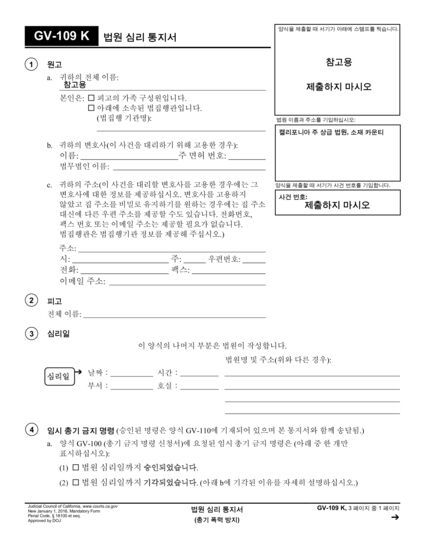 GV-109 K 법원 심리 통지서
양식을 제출할 때 서기가 아래에 스탬프를 찍습니다.
참고용
제출하지 마시오
법원 이름과 주소를 기입하십시오:
캘리포니아 주 상급 법원, 소재 카운티
양식을 제출할 때 서기가 사건 번호를 기입합니다.
사건 번호:
제출하지 마시오
1 원고
a. 귀하의 전체 이름:
참고용
본인은: 피고의 가족 구성원입니다.
아래에 소속된 법집행관입니다.
(법집행 기관명):
b. 귀하의 변호사(이 사건을 대리하기 위해 고용한 경우):
이름: 주 면허 번호:
법무법인 이름:
c. 귀하의 주소(이 사건을 대리할 변호사를 고용한 경우에는 그
변호사에 대한 정보를 제공하십시오. 변호사를 고용하지
않았고 집 주소를 비밀로 유지하기를 원하는 경우에는 집 주소
대신에 다른 우편 주소를 제공할 수도 있습니다. 전화번호,
팩스 번호 또는 이메일 주소는 제공할 필요가 없습니다.
법집행관은 법집행기관 정보를 제공해 주십시오.)
주소:
시: 주: 우편번호:
전화: 팩스:
이메일 주소:
2 피고
전체 이름:
3 심리일
이 양식의 나머지 부분은 법원이 작성합니다.
법원명 및 주소(위와 다른 경우):
심리일 날짜 : 시간 :
부서 : 호실 :
4 임시 총기 금지 명령 (승인된 명령은 양식 GV-110에 기재되어 있으며 본 통지서와 함께 송달됨.)
a. 양식 GV-100 (총기 금지 명령 신청서)에 요청된 임시 총기 금지 명령은 (아래 중 한 개만
표시하십시오):
(1) 법원 심리일까지 승인되었습니다.
(2) 법원 심리일까지 기각되었습니다. (아래 b에 기각된 이유를 자세히 설명하십시오.)
Judicial Council of California, www.courts.ca.gov
New January 1, 2016, Mandatory Form
Penal Code, § 18100 et seq.
Approved by DOJ
법원 심리 통지서
(총기 폭력 방지)
GV-109 K, 3 페이지 중 1 페이지